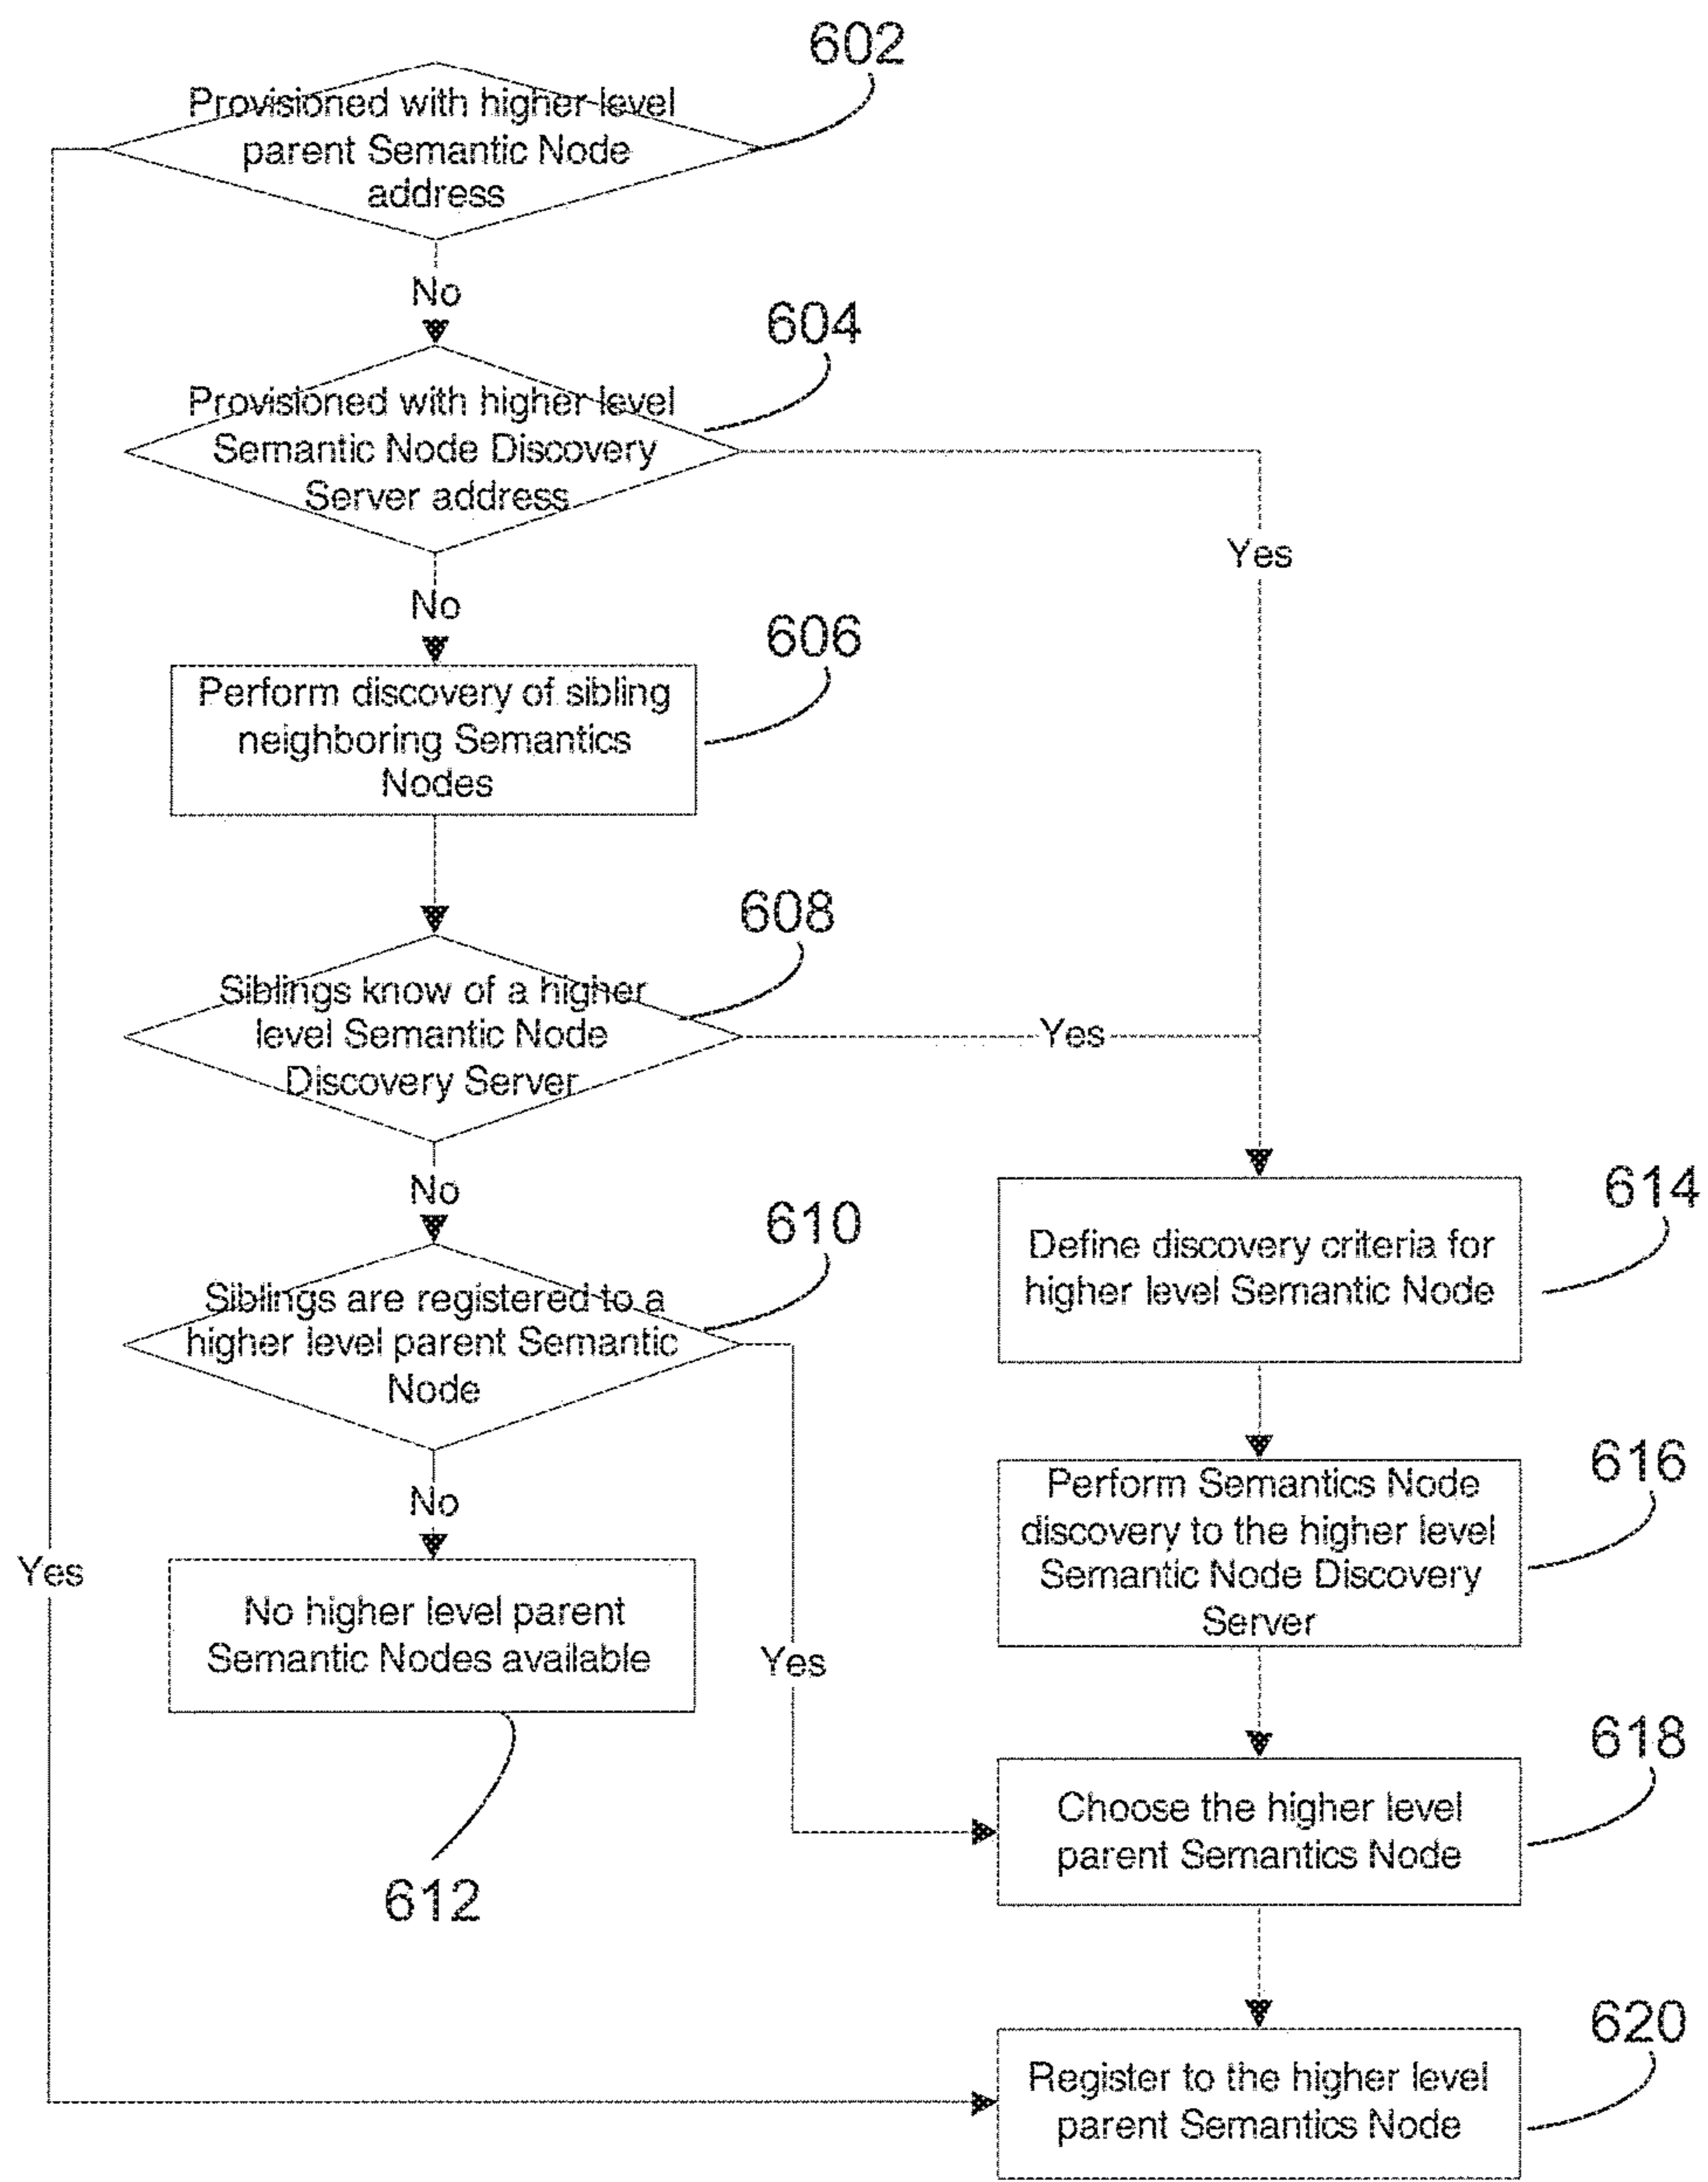 602
Provisioned with higher level
parent Semantic Node
address
No
604
Provisioned with higher level
Semantic Node Discovery
Server address
Yes
No
606
Perform discovery of sibling
neighboring Semantics
Nodes
608
Siblings know of a higher
level Semantic Node
Discovery Server
Yes
No
610
Siblings are registered to a
higher level parent Semantic
Node
614
Define discovery criteria for
higher level Semantic Node
No
616
Perform Semantics Node
discovery to the higher level
Semantic Node Discovery
Server
Yes
No higher level parent
Semantic Nodes available
Yes
612
618
Choose the higher level
parent Semantics Node
620
Register to the higher level
parent Semantics Node